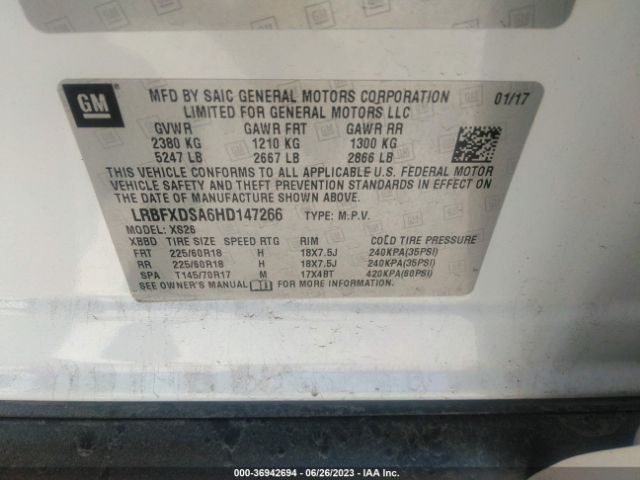 GM
MFD BY SAIC GENERAL MOTORS CORPORATION 01/17
LIMITED FOR GENERAL MOTORS LLC
GVWR GAWR FRT GAWR RR
2380 KG 1210 KG 1300 KG
5247 LB 2667 LB 2866 LB
THIS VEHICLE CONFORMS TO ALL APPLICABLE U.S. FEDERAL MOTOR
VEHICLE SAFETY AND THEFT PREVENTION STANDARDS IN EFFECT ON
THE DATE OF MANUFACTURE SHOWN ABOVE.
LRBFXDSA6HD147266 TYPE: M.P.V.
MODEL: XS26
XBBD TIRE SIZE SPEED RTG RIM COLD TIRE PRESSURE
FRT 225/60R18 H 18X7.5J 240KPA(35PSI)
RR 225/60R18 H 18X7.5J 240KPA(35PSI)
SPA T145/70R17 M 17X4BT 420KPA(60PSI)
SEE OWNER'S MANUAL FOR MORE INFORMATION.
000-36942694 | 06/26/2023 | IAA Inc.